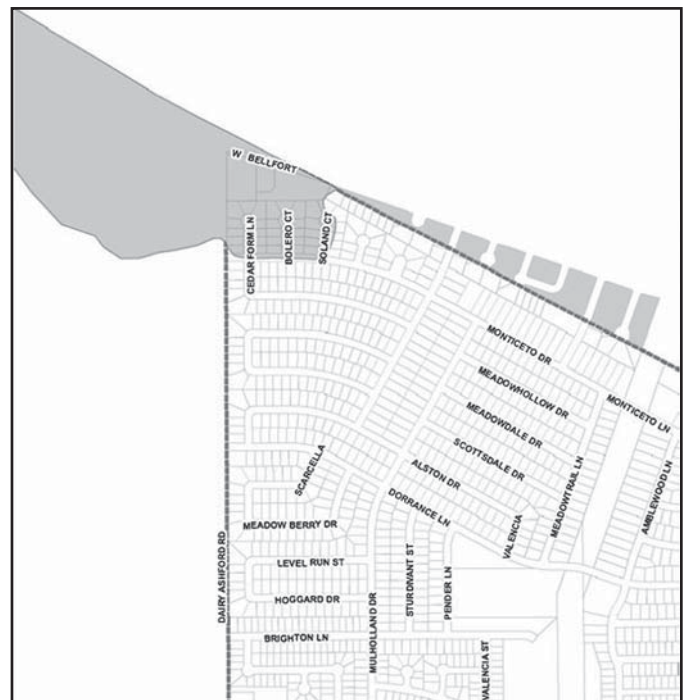 W BELLFORT
CEDAR FORM LN
BOLERO CT
SOLAND CT
MONTICETO DR
MEADOWHOLLOW DR
MONTICETO LN
MEADOWDALE DR
SCOTTSDALE DR
SCARCELLA
ALSTON DR
MEADOWTRAIL LN
AMBLEWOOD LN
DORRANCE LN
VALENCIA
MEADOW BERRY DR
DAIRY ASHFORD RD
LEVEL RUN ST
STURDIVANT ST
PENDER LN
HOGGARD DR
MULHOLLAND DR
BRIGHTON LN
VALENCIA ST